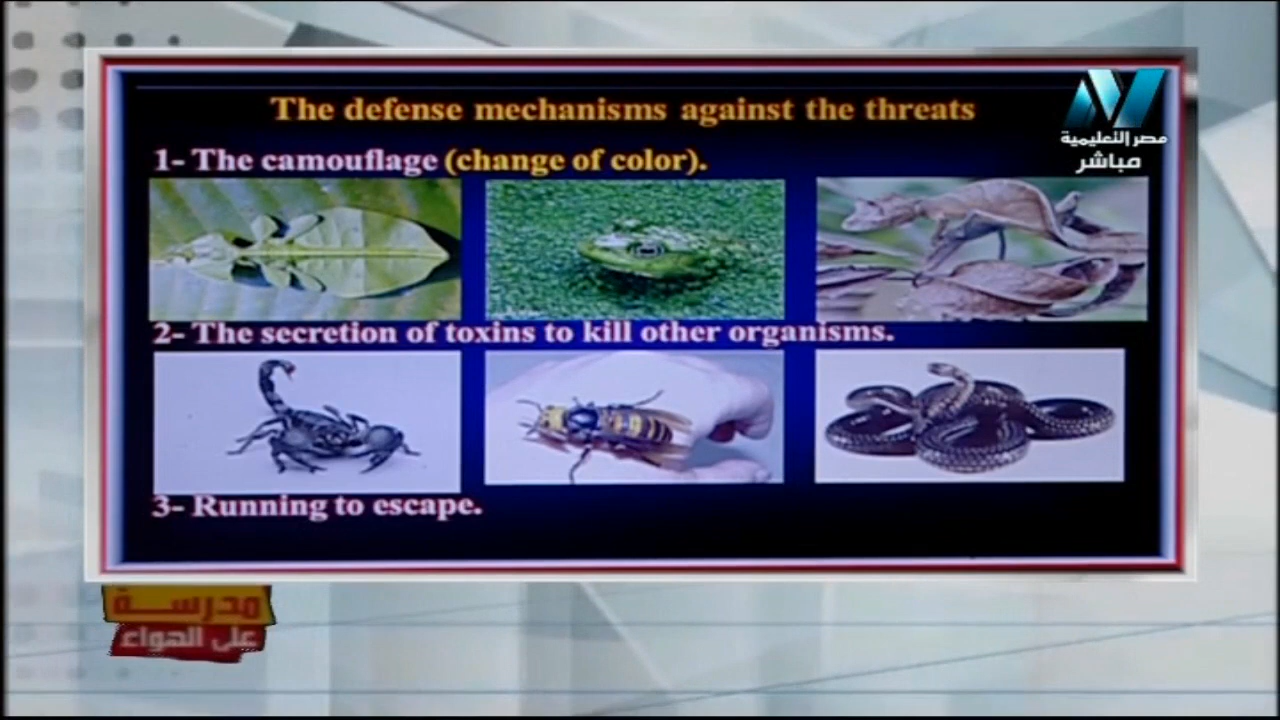 The defense mechanisms against the threats
مصر التعليمية
مباشر
1- The camouflage (change of color).
2- The secretion of toxins to kill other organisms.
3- Running to escape.
مدرســة
على الهواء